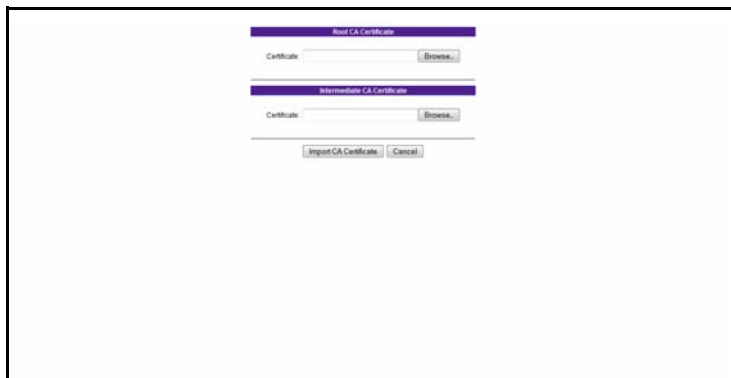 Root CA Certificate
Certificate Browse..
Intermediate CA Certificate
Certificate Browse..
Import CA Certificate Cancel